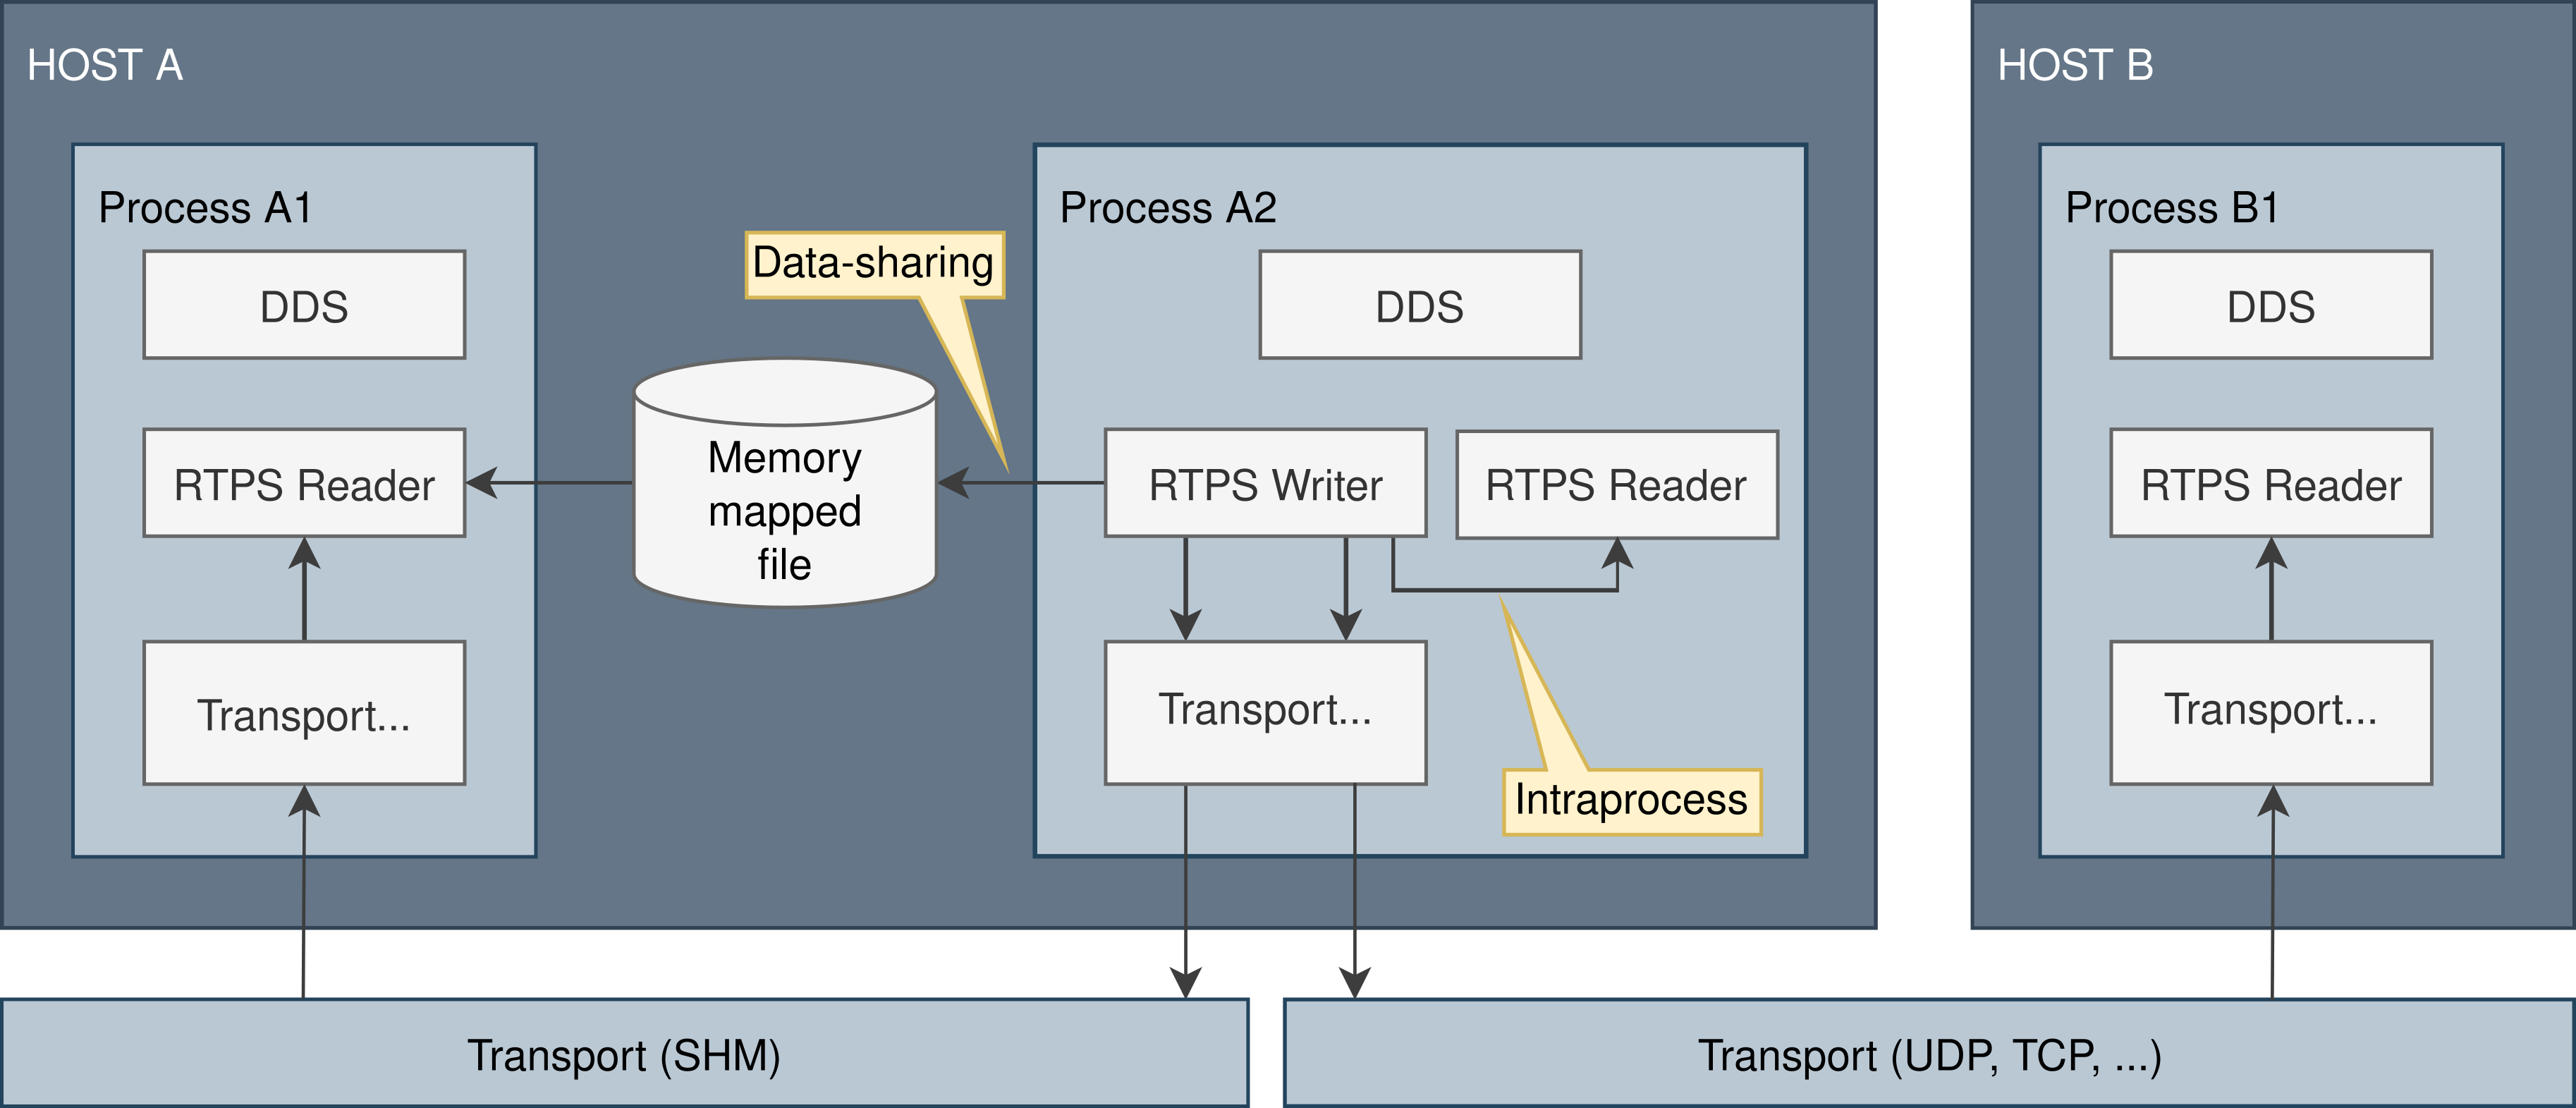 HOST A
HOST B
Process A1
Process A2
Process B1
Data-sharing
DDS
DDS
DDS
Memory
mapped
file
RTPS Reader
RTPS Writer
RTPS Reader
RTPS Reader
Transport...
Transport...
Transport...
Intraprocess
Transport (SHM)
Transport (UDP, TCP, ...)